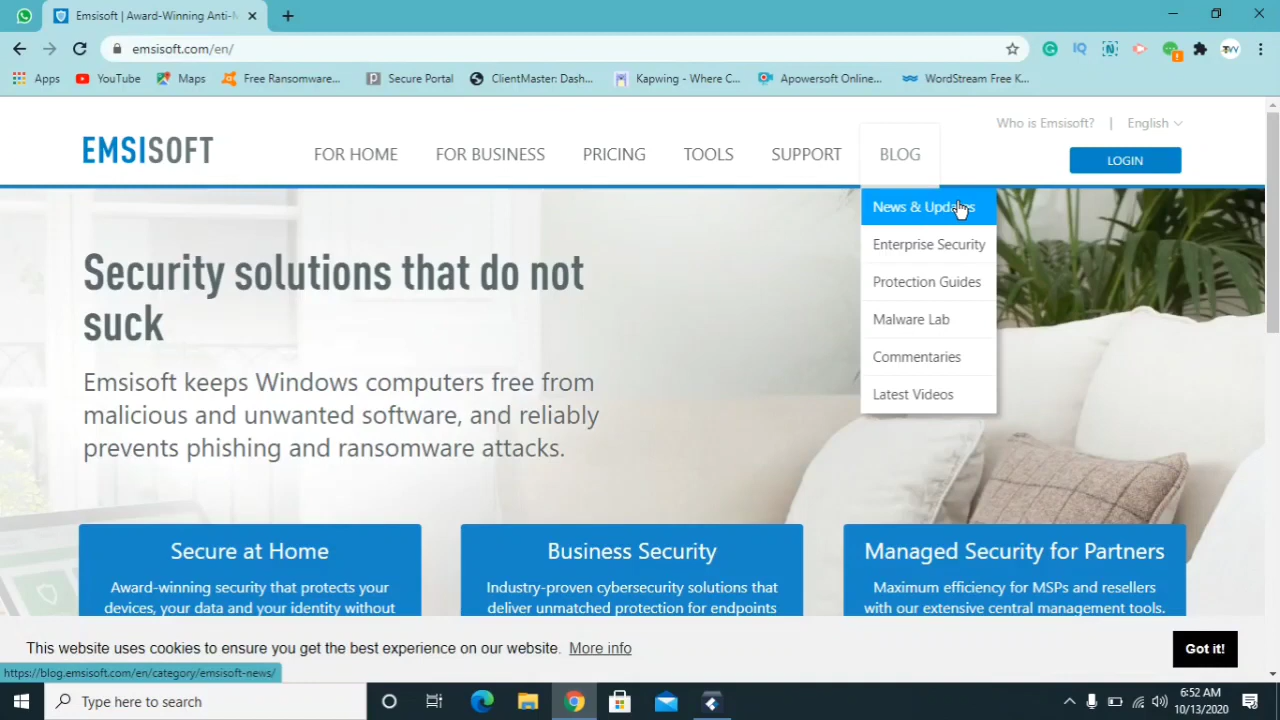 Emsisoft | Award-Winning Anti-M
emsisoft.com/en/
Apps
YouTube
Maps
Free Ransomware...
Secure Portal
ClientMaster: Dash...
Kapwing - Where C...
Apowersoft Online...
WordStream Free K...
Who is Emsisoft? | English
EMSISOFT
FOR HOME
FOR BUSINESS
PRICING
TOOLS
SUPPORT
BLOG
LOGIN
News & Updates
Enterprise Security
Protection Guides
Malware Lab
Commentaries
Latest Videos
Security solutions that do not
suck
Emsisoft keeps Windows computers free from
malicious and unwanted software, and reliably
prevents phishing and ransomware attacks.
Secure at Home
Award-winning security that protects your
devices, your data and your identity without
Business Security
Industry-proven cybersecurity solutions that
deliver unmatched protection for endpoints
Managed Security for Partners
Maximum efficiency for MSPs and resellers
with our extensive central management tools.
This website uses cookies to ensure you get the best experience on our website. More info
Got it!
https://blog.emsisoft.com/en/category/emsisoft-news/
Type here to search
6:52 AM
10/13/2020